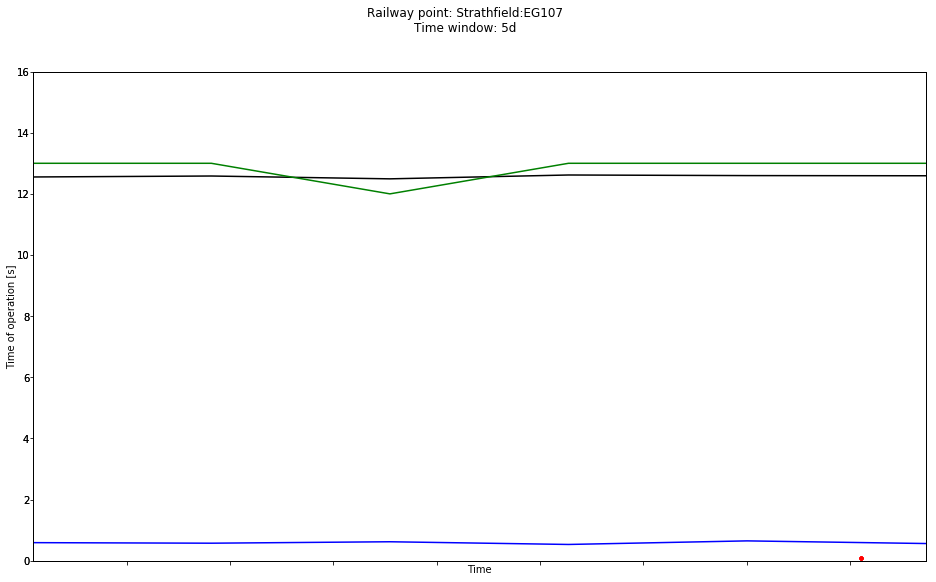 Railway point: Strathfield:EG107
Time window: 5d
16
14
12
10
8
6
4
2
0
Time of operation [s]
Time